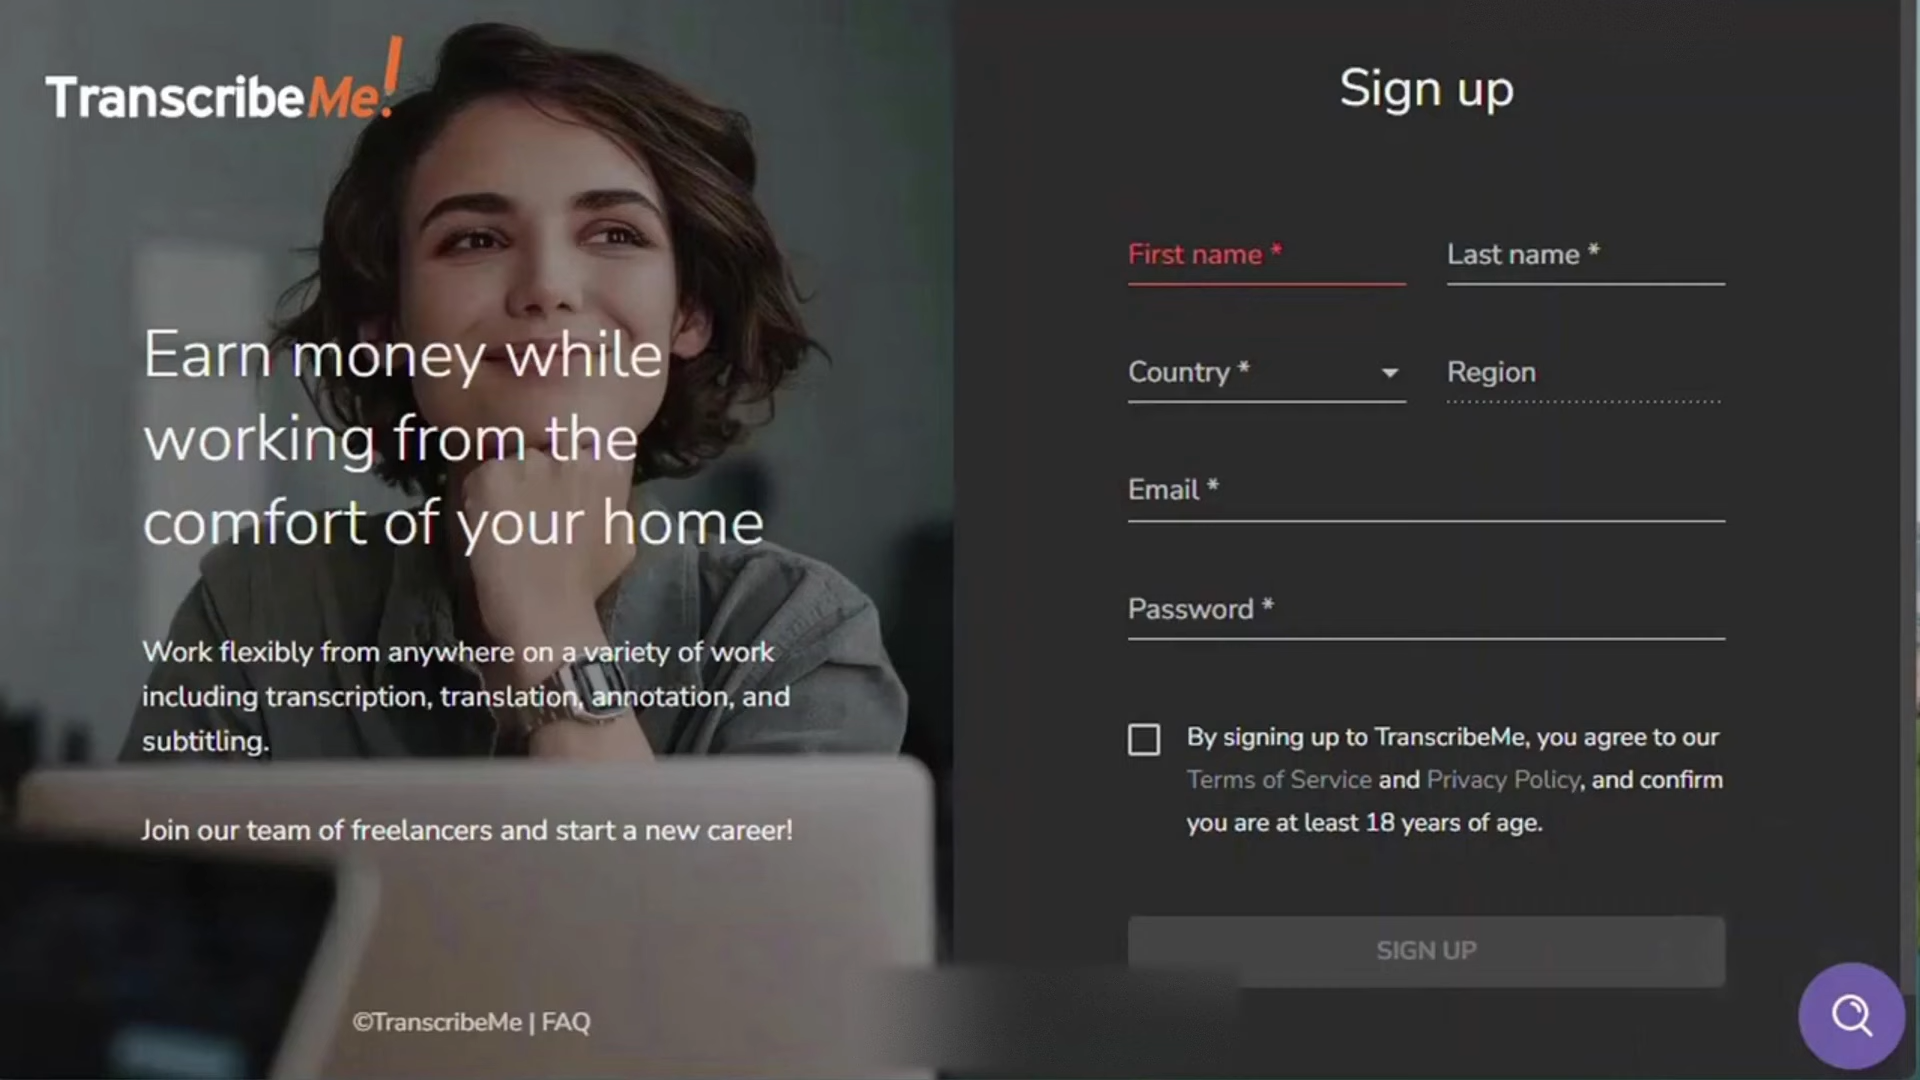 TranscribeMe!
Earn money while
working from the
comfort of your home
Work flexibly from anywhere on a variety of work
including transcription, translation, annotation, and
subtitling.
Join our team of freelancers and start a new career!
©TranscribeMe | FAQ
Sign up
First name *
Last name *
Country *
Region
Email *
Password *
By signing up to TranscribeMe, you agree to our
Terms of Service and Privacy Policy, and confirm
you are at least 18 years of age.
SIGN UP